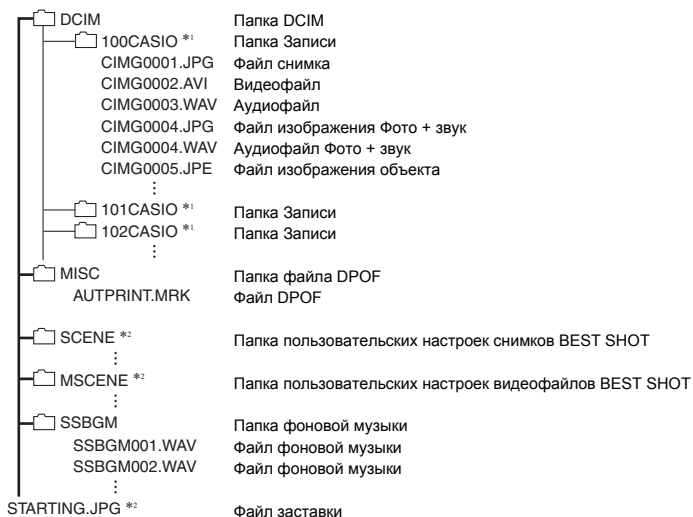 DCIM Папка DCIM
100CASIO *1 Папка Записи
CIMG0001.JPG Файл снимка
CIMG0002.AVI Видеофайл
CIMG0003.WAV Аудиофайл
CIMG0004.JPG Файл изображения Фото + звук
CIMG0004.WAV Аудиофайл Фото + звук
CIMG0005.JPE Файл изображения объекта
101CASIO *1 Папка Записи
102CASIO *1 Папка Записи
MISC Папка файла DPOF
AUTPRINT.MRK Файл DPOF
SCENE *2 Папка пользовательских настроек снимков BEST SHOT
MSCENE *2 Папка пользовательских настроек видеофайлов BEST SHOT
SSBGM Папка фоновой музыки
SSBGM001.WAV Файл фоновой музыки
SSBGM002.WAV Файл фоновой музыки
STARTING.JPG *2 Файл заставки